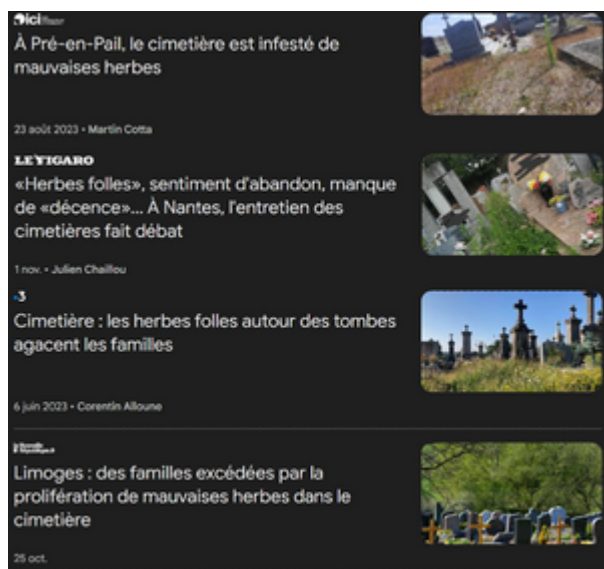 ici
À Pré-en-Pail, le cimetière est infesté de
mauvaises herbes
23 août 2023 • Martin Cotta
LE FIGARO
«Herbes folles», sentiment d'abandon, manque
de «décence»... À Nantes, l'entretien des
cimetières fait débat
1 nov. • Julien Chaillou
3
Cimetière : les herbes folles autour des tombes
agacent les familles
6 juin 2023 • Corentin Alloune
Limoges : des familles excédées par la
prolifération de mauvaises herbes dans le
cimetière
25 oct.